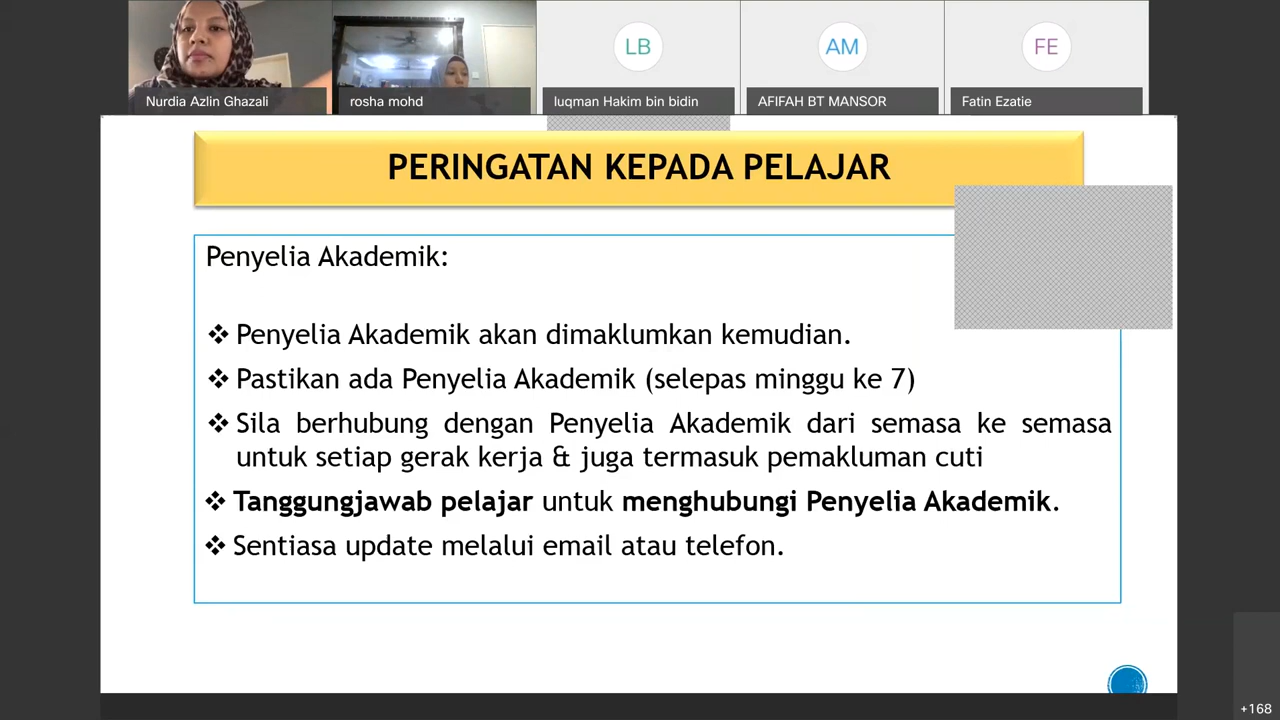 LB
AM
FE
Nurdia Azlin Ghazali
rosha mohd
luqman Hakim bin bidin
AFIFAH BT MANSOR
Fatin Ezatie
PERINGATAN KEPADA PELAJAR
Penyelia Akademik:
❖ Penyelia Akademik akan dimaklumkan kemudian.
❖ Pastikan ada Penyelia Akademik (selepas minggu ke 7)
❖ Sila berhubung dengan Penyelia Akademik dari semasa ke semasa
untuk setiap gerak kerja & juga termasuk pemakluman cuti
❖ Tanggungjawab pelajar untuk menghubungi Penyelia Akademik.
❖ Sentiasa update melalui email atau telefon.
+168